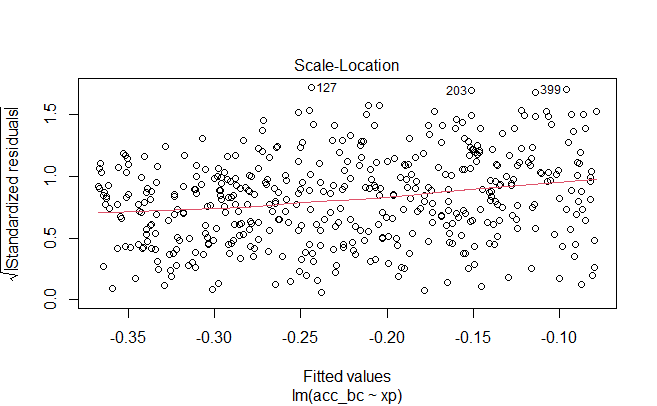 Scale-Location
√|Standardized residuals|
0.0 0.5 1.0 1.5
127
203
399
-0.35 -0.30 -0.25 -0.20 -0.15 -0.10
Fitted values
lm(acc_bc ~ xp)